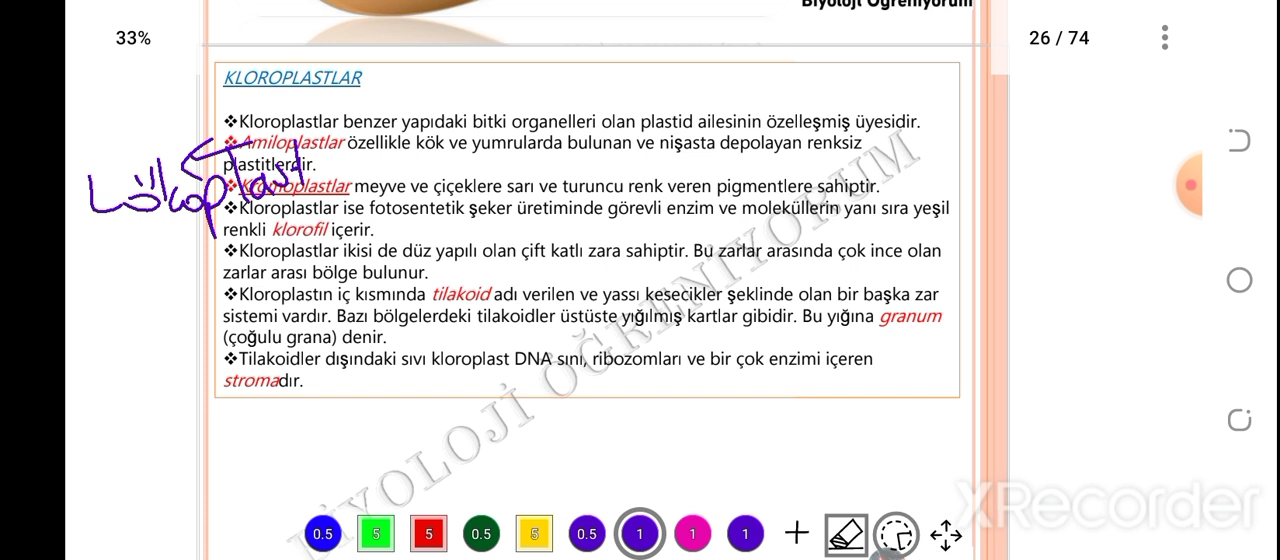 Biyoloji Öğreniyorum
33%
26 / 74
KLOROPLASTLAR
❖Kloroplastlar benzer yapıdaki bitki organelleri olan plastid ailesinin özelleşmiş üyesidir.
❖Amiloplastlar özellikle kök ve yumrularda bulunan ve nişasta depolayan renksiz
plastitlerdir.
Lökoplast
❖Kromoplastlar meyve ve çiçeklere sarı ve turuncu renk veren pigmentlere sahiptir.
❖Kloroplastlar ise fotosentetik şeker üretiminde görevli enzim ve moleküllerin yanı sıra yeşil
renkli klorofil içerir.
❖Kloroplastlar ikisi de düz yapılı olan çift katlı zara sahiptir. Bu zarlar arasında çok ince olan
zarlar arası bölge bulunur.
❖Kloroplastın iç kısmında tilakoid adı verilen ve yassı kesecikler şeklinde olan bir başka zar
sistemi vardır. Bazı bölgelerdeki tilakoidler üstüste yığılmış kartlar gibidir. Bu yığına granum
(çoğulu grana) denir.
❖Tilakoidler dışındaki sıvı kloroplast DNA sını, ribozomları ve bir çok enzimi içeren
stromadır.
BİYOLOJİ ÖĞRENİYORUM
XRecorder
0.5 5 5 0.5 5 0.5 1 1 1